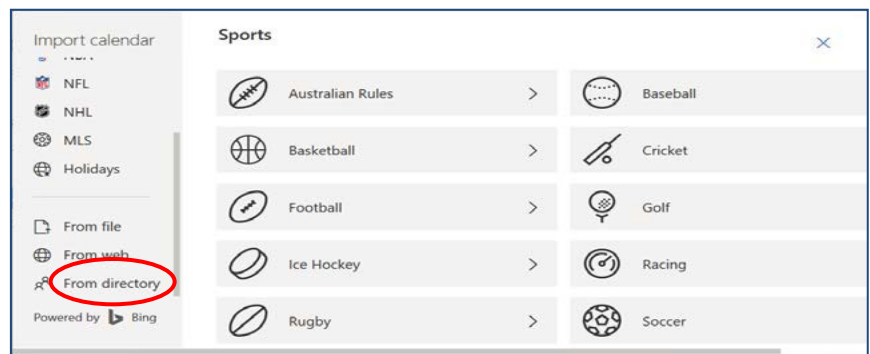 Import calendar
NFL
NHL
MLS
Holidays
From file
From web
From directory
Powered by Bing
Sports
Australian Rules
Baseball
Basketball
Cricket
Football
Golf
Ice Hockey
Racing
Rugby
Soccer